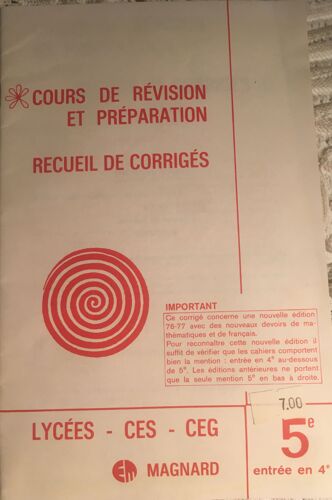 COURS DE RÉVISION
ET PRÉPARATION
RECUEIL DE CORRIGÉS
IMPORTANT
Ce corrigé concerne une nouvelle édition
76-77 avec des nouveaux devoirs de ma-
thématiques et de français.
Pour reconnaître cette nouvelle édition il
suffit de vérifier que les cahiers comportent
bien la mention : entrée en 4e au-dessous
de 5e. Les éditions antérieures ne portent
que la seule mention 5e en bas à droite.
7.00
LYCÉES - CES - CEG
5e
MAGNARD
entrée en 4e